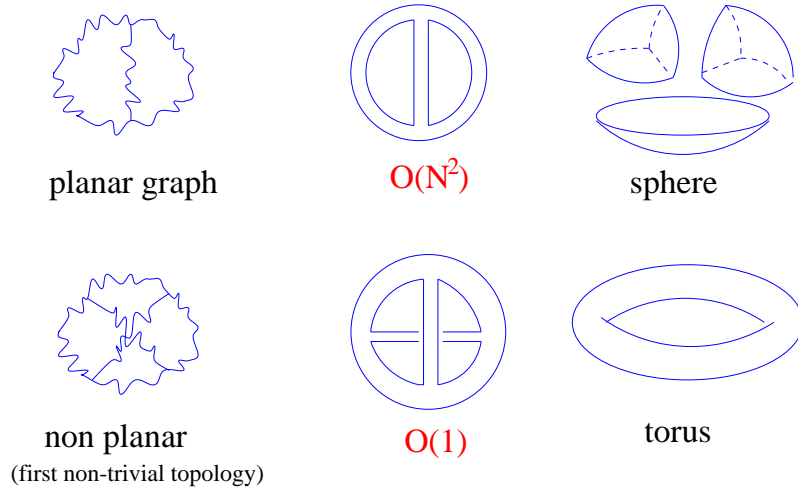 planar graph
O(N²)
sphere
non planar
(first non-trivial topology)
O(1)
torus